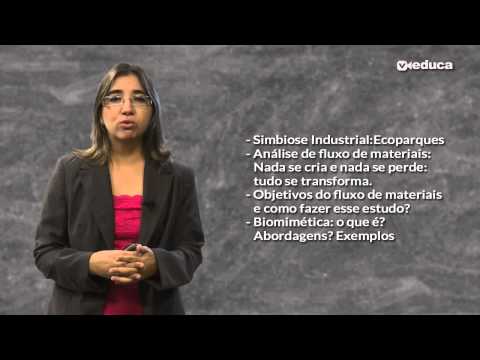 veduca
- Simbiose Industrial:Ecoparques
- Análise de fluxo de materiais:
Nada se cria e nada se perde:
tudo se transforma.
- Objetivos do fluxo de materiais
e como fazer esse estudo?
- Biomimética: o que é?
Abordagens? Exemplos